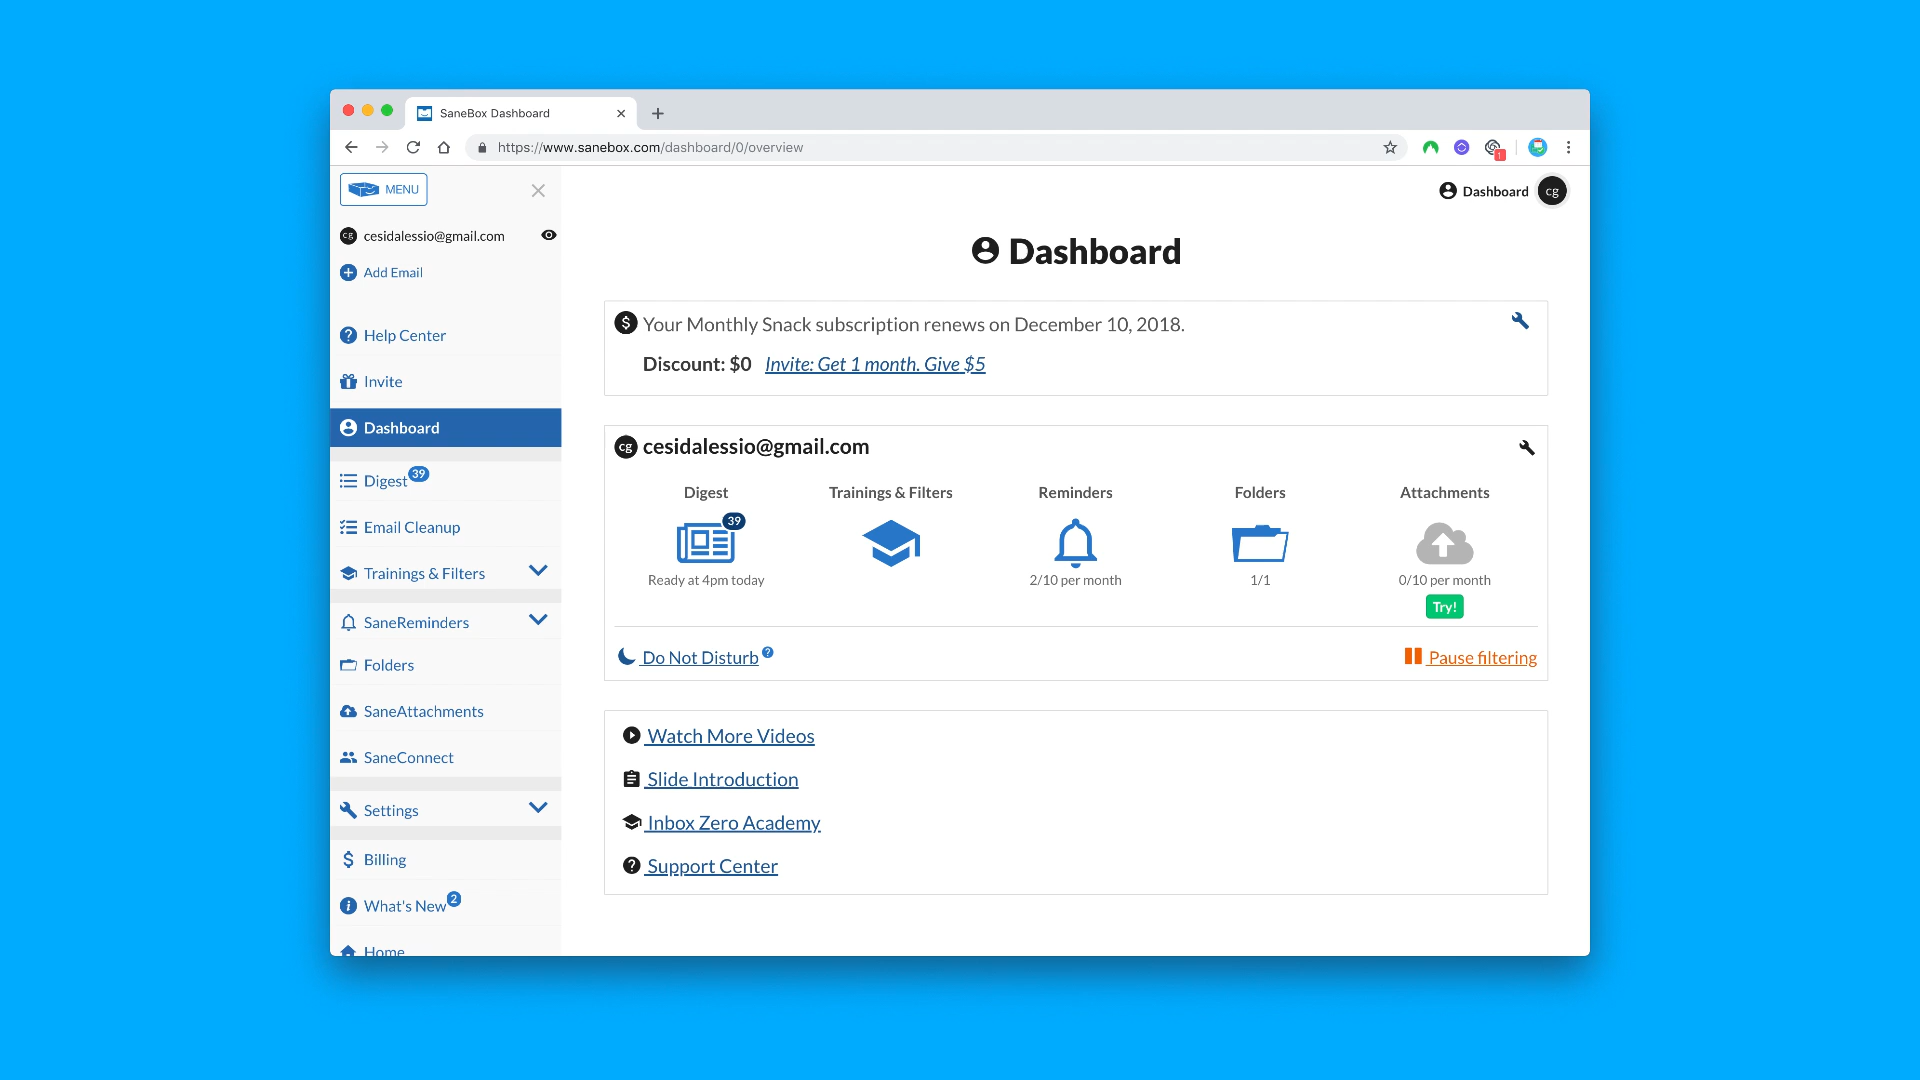 SaneBox Dashboard
https://www.sanebox.com/dashboard/0/overview
1
MENU
Dashboard
cg
cg
cesidalessio@gmail.com
Add Email
Help Center
Invite
Dashboard
Digest 39
Email Cleanup
Trainings & Filters
SaneReminders
Folders
SaneAttachments
SaneConnect
Settings
Billing
What's New 2
Home
Dashboard
Your Monthly Snack subscription renews on December 10, 2018.
Discount: $0 Invite: Get 1 month. Give $5
cg cesidalessio@gmail.com
Digest Trainings & Filters Reminders Folders Attachments
39
Ready at 4pm today 2/10 per month 1/1 0/10 per month
Try!
Do Not Disturb ? Pause filtering
Watch More Videos
Slide Introduction
Inbox Zero Academy
Support Center